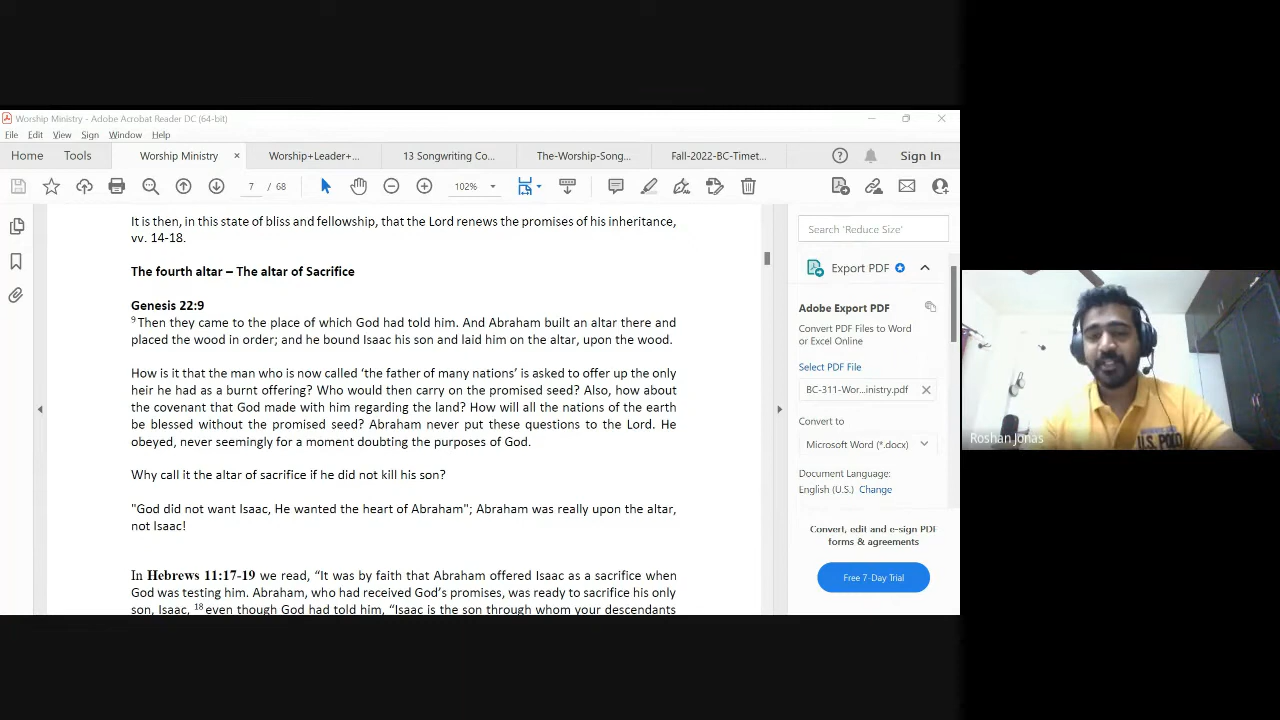 Worship Ministry - Adobe Acrobat Reader DC (64-bit)
File Edit View Sign Window Help
Home Tools Worship Ministry × Worship+Leader+... 13 Songwriting Co... The-Worship-Song... Fall-2022-BC-Timet... Sign In
7 / 68 102%
It is then, in this state of bliss and fellowship, that the Lord renews the promises of his inheritance,
vv. 14-18.
The fourth altar – The altar of Sacrifice
Genesis 22:9
9 Then they came to the place of which God had told him. And Abraham built an altar there and
placed the wood in order; and he bound Isaac his son and laid him on the altar, upon the wood.
How is it that the man who is now called ‘the father of many nations’ is asked to offer up the only
heir he had as a burnt offering? Who would then carry on the promised seed? Also, how about
the covenant that God made with him regarding the land? How will all the nations of the earth
be blessed without the promised seed? Abraham never put these questions to the Lord. He
obeyed, never seemingly for a moment doubting the purposes of God.
Why call it the altar of sacrifice if he did not kill his son?
"God did not want Isaac, He wanted the heart of Abraham"; Abraham was really upon the altar,
not Isaac!
In Hebrews 11:17-19 we read, “It was by faith that Abraham offered Isaac as a sacrifice when
God was testing him. Abraham, who had received God’s promises, was ready to sacrifice his only
son, Isaac, 18 even though God had told him, “Isaac is the son through whom your descendants
Search 'Reduce Size'
Export PDF
Adobe Export PDF
Convert PDF Files to Word
or Excel Online
Select PDF File
BC-311-Wor...inistry.pdf
Convert to
Microsoft Word (*.docx)
Document Language:
English (U.S.) Change
Convert, edit and e-sign PDF
forms & agreements
Free 7-Day Trial
Roshan Jonas
U.S. POLO